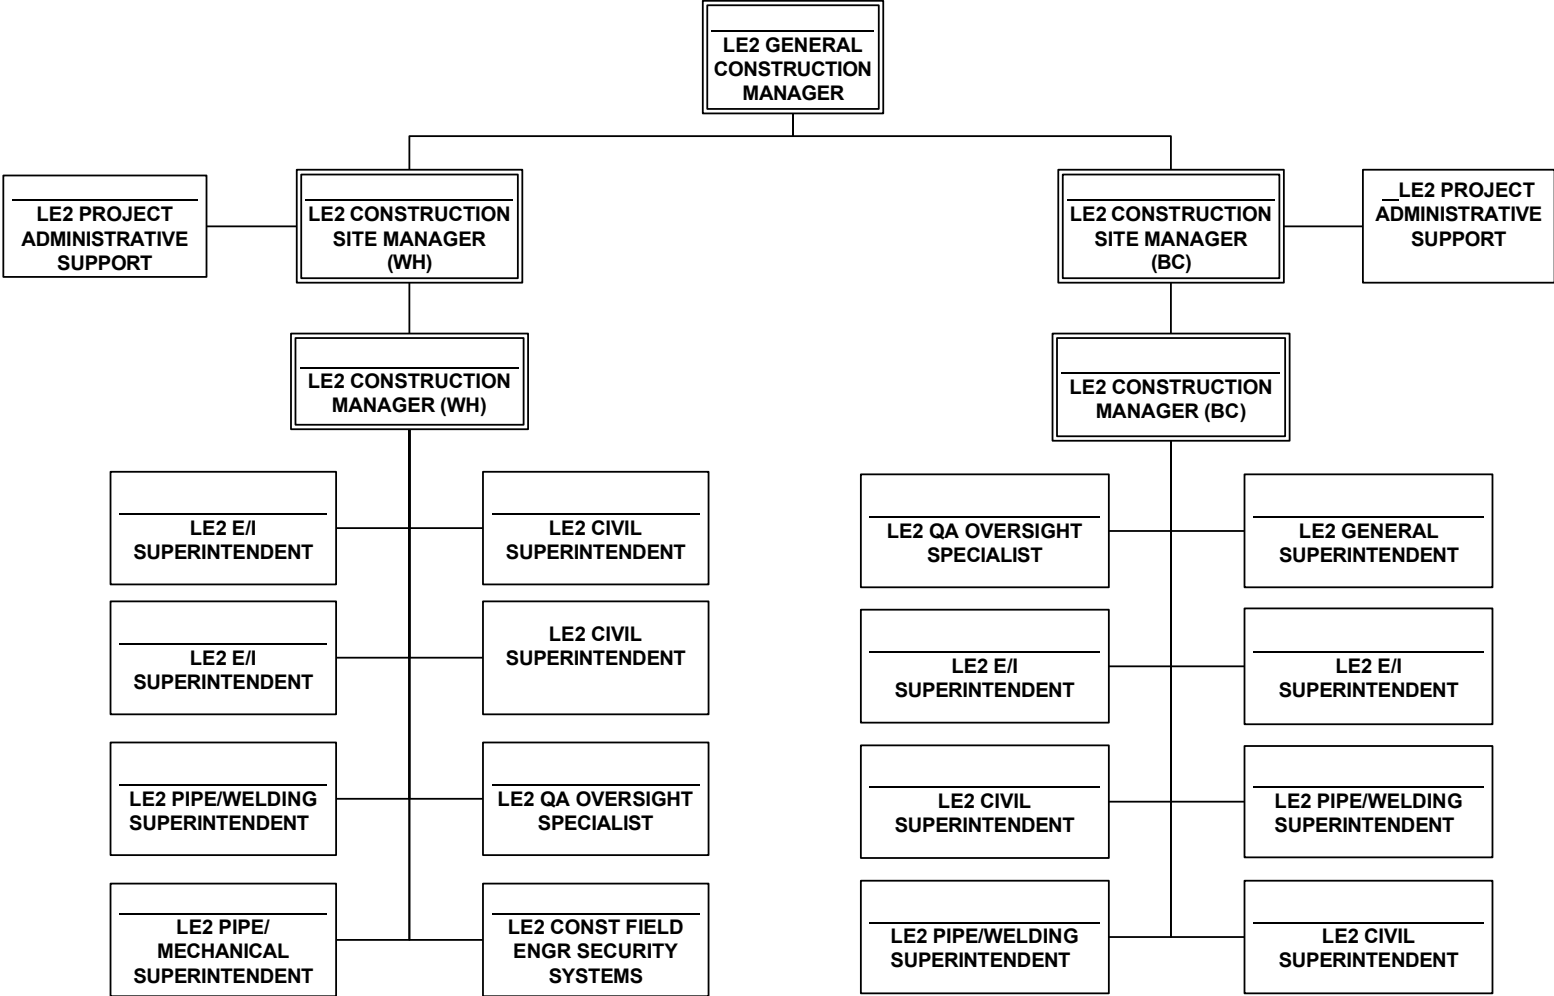 LE2 GENERAL
CONSTRUCTION
MANAGER
LE2 PROJECT
ADMINISTRATIVE
SUPPORT
LE2 CONSTRUCTION
SITE MANAGER
(WH)
LE2 CONSTRUCTION
SITE MANAGER
(BC)
__LE2 PROJECT
ADMINISTRATIVE
SUPPORT
LE2 CONSTRUCTION
MANAGER (WH)
LE2 CONSTRUCTION
MANAGER (BC)
LE2 E/I
SUPERINTENDENT
LE2 CIVIL
SUPERINTENDENT
LE2 QA OVERSIGHT
SPECIALIST
LE2 GENERAL
SUPERINTENDENT
LE2 E/I
SUPERINTENDENT
LE2 CIVIL
SUPERINTENDENT
LE2 E/I
SUPERINTENDENT
LE2 E/I
SUPERINTENDENT
LE2 PIPE/WELDING
SUPERINTENDENT
LE2 QA OVERSIGHT
SPECIALIST
LE2 CIVIL
SUPERINTENDENT
LE2 PIPE/WELDING
SUPERINTENDENT
LE2 PIPE/
MECHANICAL
SUPERINTENDENT
LE2 CONST FIELD
ENGR SECURITY
SYSTEMS
LE2 PIPE/WELDING
SUPERINTENDENT
LE2 CIVIL
SUPERINTENDENT